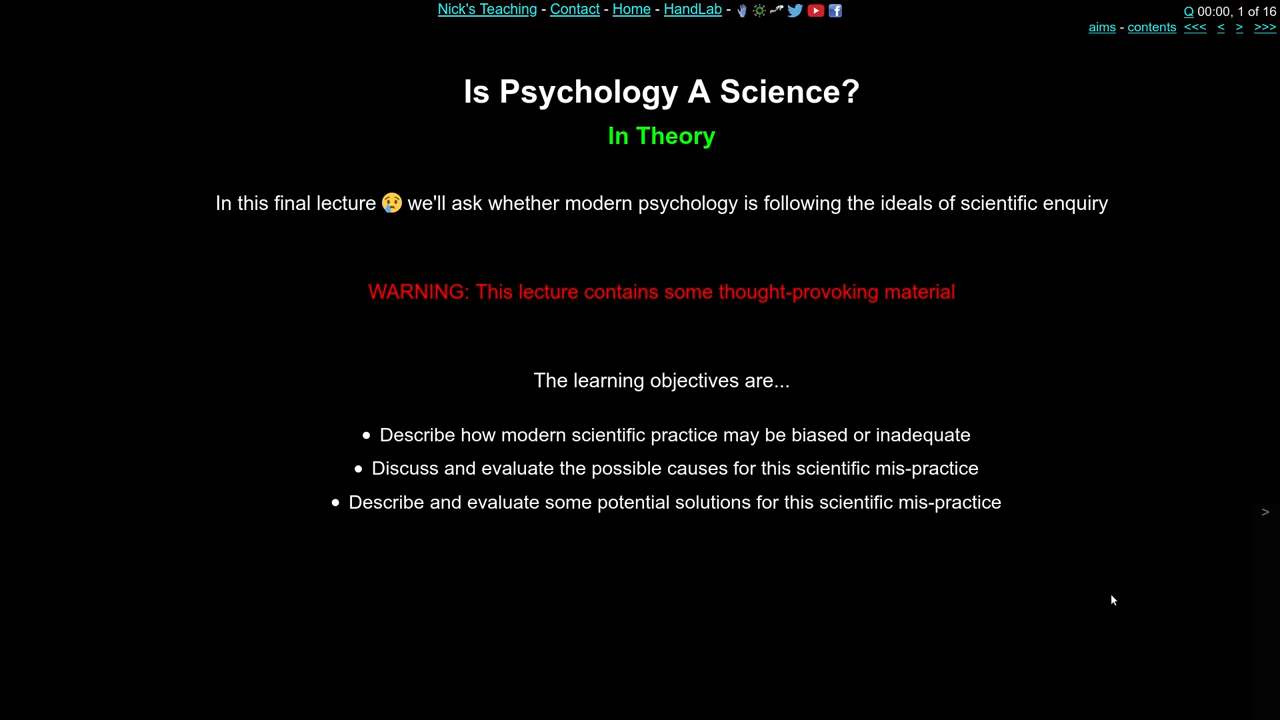 Nick's Teaching - Contact - Home - HandLab -
Q 00:00, 1 of 16
aims - contents <<< < > >>>
Is Psychology A Science?
In Theory
In this final lecture 😢 we'll ask whether modern psychology is following the ideals of scientific enquiry
WARNING: This lecture contains some thought-provoking material
The learning objectives are...
• Describe how modern scientific practice may be biased or inadequate
• Discuss and evaluate the possible causes for this scientific mis-practice
• Describe and evaluate some potential solutions for this scientific mis-practice
>